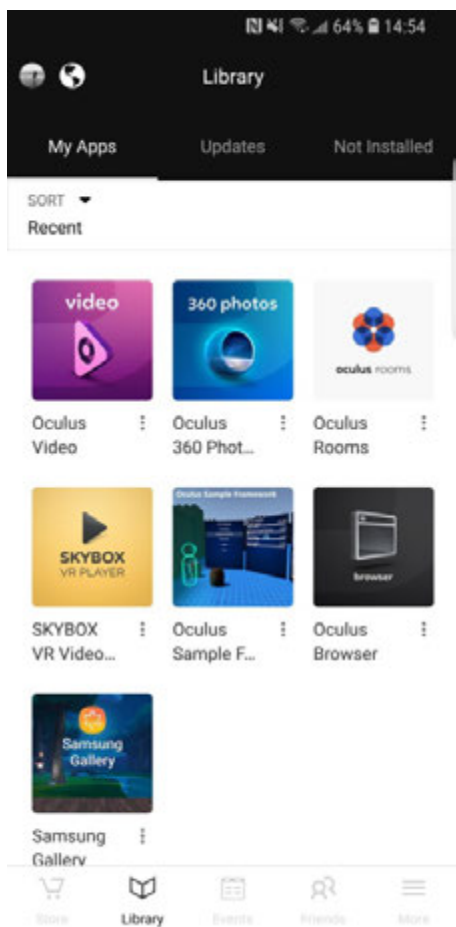 64% 14:54
Library
My Apps Updates Not Installed
SORT
Recent
video
360 photos
oculus rooms
Oculus
Video
Oculus
360 Phot...
Oculus
Rooms
SKYBOX
VR PLAYER
Oculus Sample Framework
browser
SKYBOX
VR Video...
Oculus
Sample F...
Oculus
Browser
Samsung
Gallery
Samsung
Gallery
Store Library Events Friends More